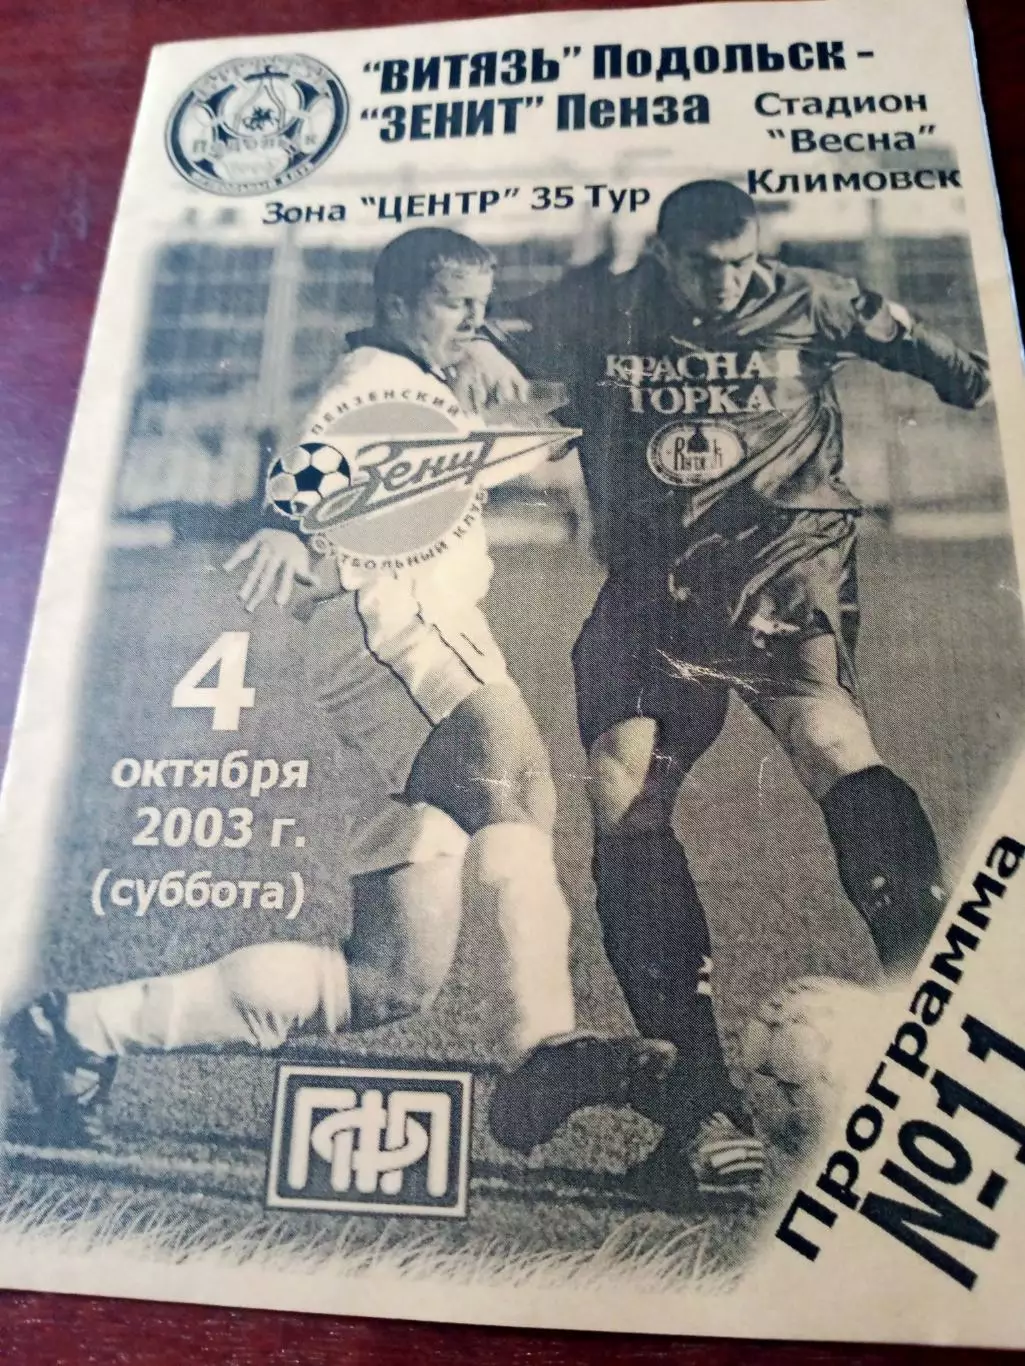 "ВИТЯЗЬ" Подольск -
"ЗЕНИТ" Пенза
Стадион
"Весна"
Климовск
Зона "ЦЕНТР" 35 Тур
ПОДОЛЬСК
КРАСНАЯ
ГОРКА
ПЕНЗЕНСКИЙ
Зенит
ФУТБОЛЬНЫЙ КЛУБ
4
октября
2003 г.
(суббота)
ПФЛ
Программа
№11